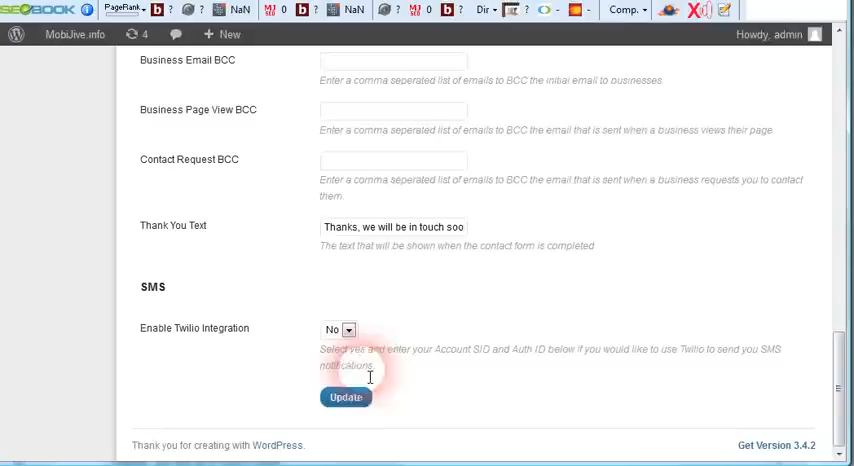 SEOBOOK PageRank ? ? NaN MJSEO 0 ? NaN ? MJSEO 0 ? Dir ? - - Comp. X
MobiJive.info 4 + New Howdy, admin
Business Email BCC
Enter a comma seperated list of emails to BCC the initial email to businesses.
Business Page View BCC
Enter a comma seperated list of emails to BCC the email that is sent when a business views their page.
Contact Request BCC
Enter a comma seperated list of emails to BCC the email that is sent when a business requests you to contact
them.
Thank You Text Thanks, we will be in touch soo
The text that will be shown when the contact form is completed
SMS
Enable Twilio Integration No
Select yes and enter your Account SID and Auth ID below if you would like to use Twilio to send you SMS
notifications.
Update
Thank you for creating with WordPress. Get Version 3.4.2